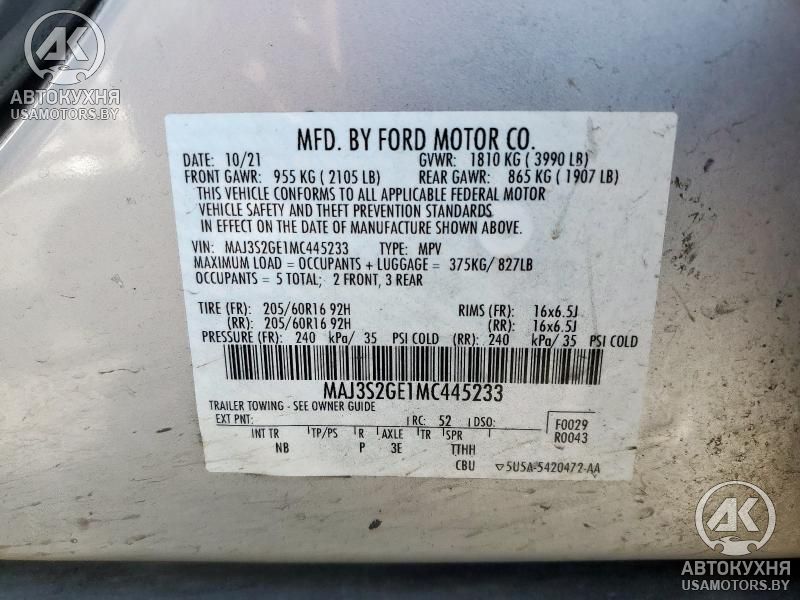 AK
АВТОКУХНЯ
USAMOTORS.BY
MFD. BY FORD MOTOR CO.
DATE: 10/21 GVWR: 1810 KG ( 3990 LB)
FRONT GAWR: 955 KG ( 2105 LB) REAR GAWR: 865 KG ( 1907 LB)
THIS VEHICLE CONFORMS TO ALL APPLICABLE FEDERAL MOTOR
VEHICLE SAFETY AND THEFT PREVENTION STANDARDS
IN EFFECT ON THE DATE OF MANUFACTURE SHOWN ABOVE.
VIN: MAJ3S2GE1MC445233 TYPE: MPV
MAXIMUM LOAD = OCCUPANTS + LUGGAGE = 375KG/ 827LB
OCCUPANTS = 5 TOTAL; 2 FRONT, 3 REAR
TIRE (FR): 205/60R16 92H RIMS (FR): 16x6.5J
(RR): 205/60R16 92H (RR): 16x6.5J
PRESSURE (FR): 240 kPa/ 35 PSI COLD (RR): 240 kPa/ 35 PSI COLD
MAJ3S2GE1MC445233
TRAILER TOWING - SEE OWNER GUIDE
EXT PNT: RC: 52 DSO: F0029
INT TR TP/PS R AXLE TR SPR R0043
NB P 3E TTHH
CBU ▽5U5A-5420472-AA
AK
АВТОКУХНЯ
USAMOTORS.BY